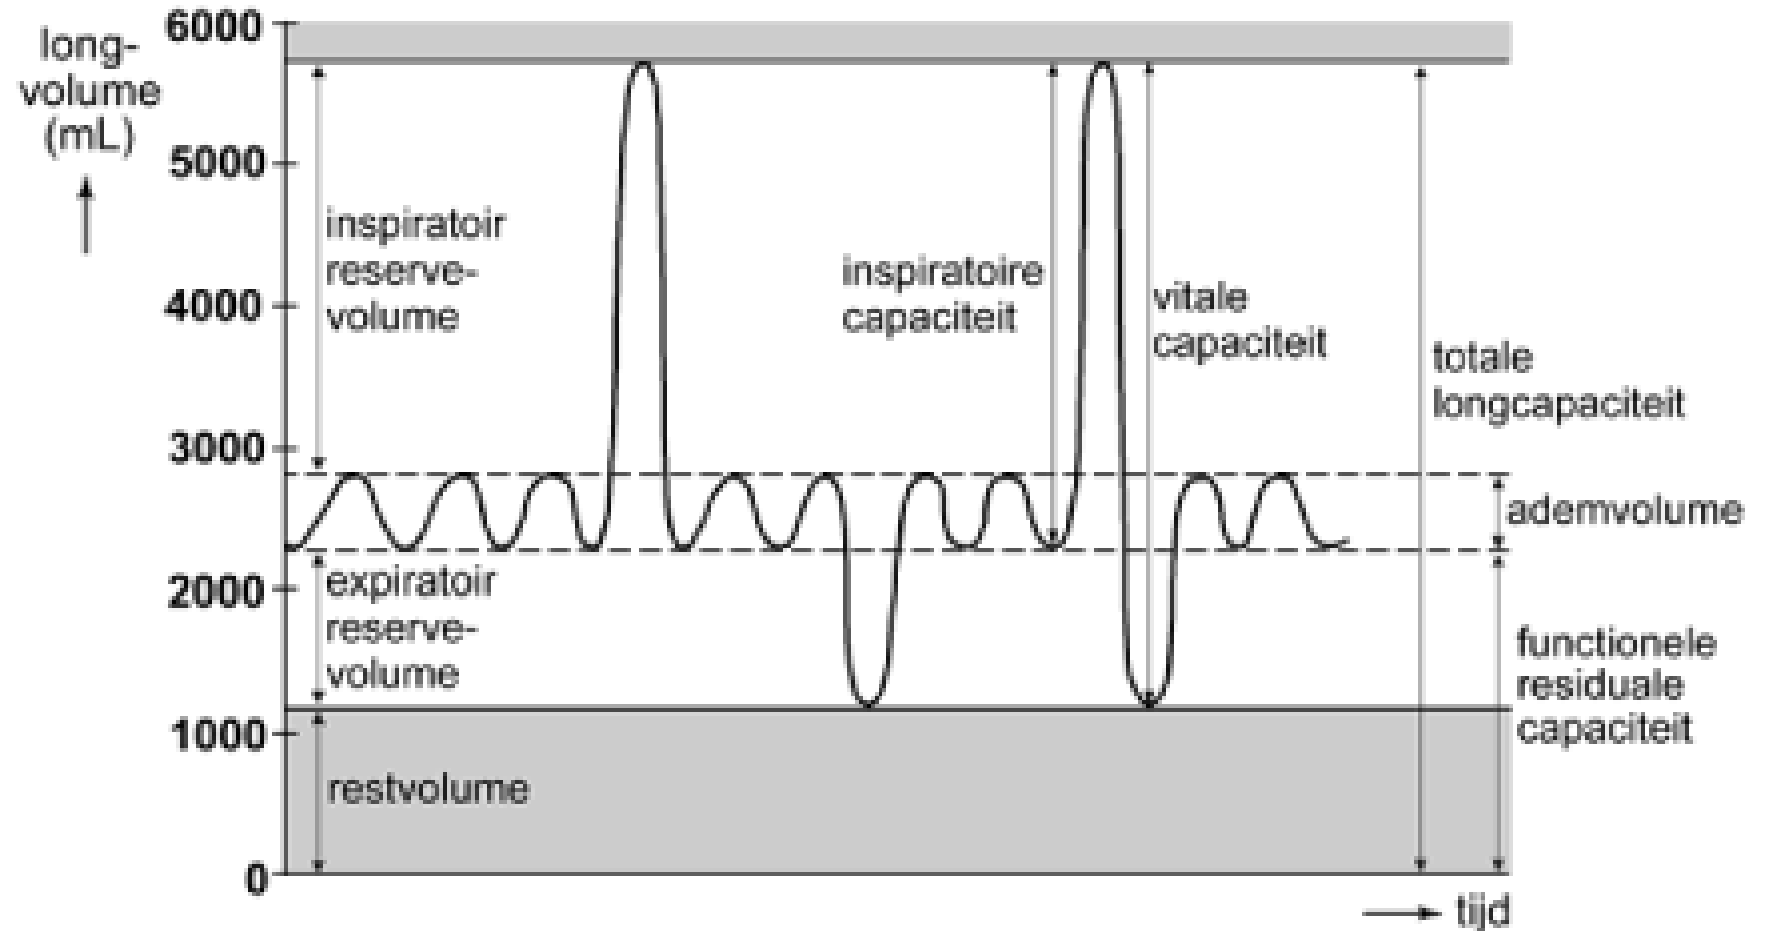 long-
volume
(mL)
6000
5000
4000
3000
2000
1000
0
inspiratoir
reserve-
volume
expiratoir
reserve-
volume
restvolume
inspiratoire
capaciteit
vitale
capaciteit
totale
longcapaciteit
ademvolume
functionele
residuale
capaciteit
tijd